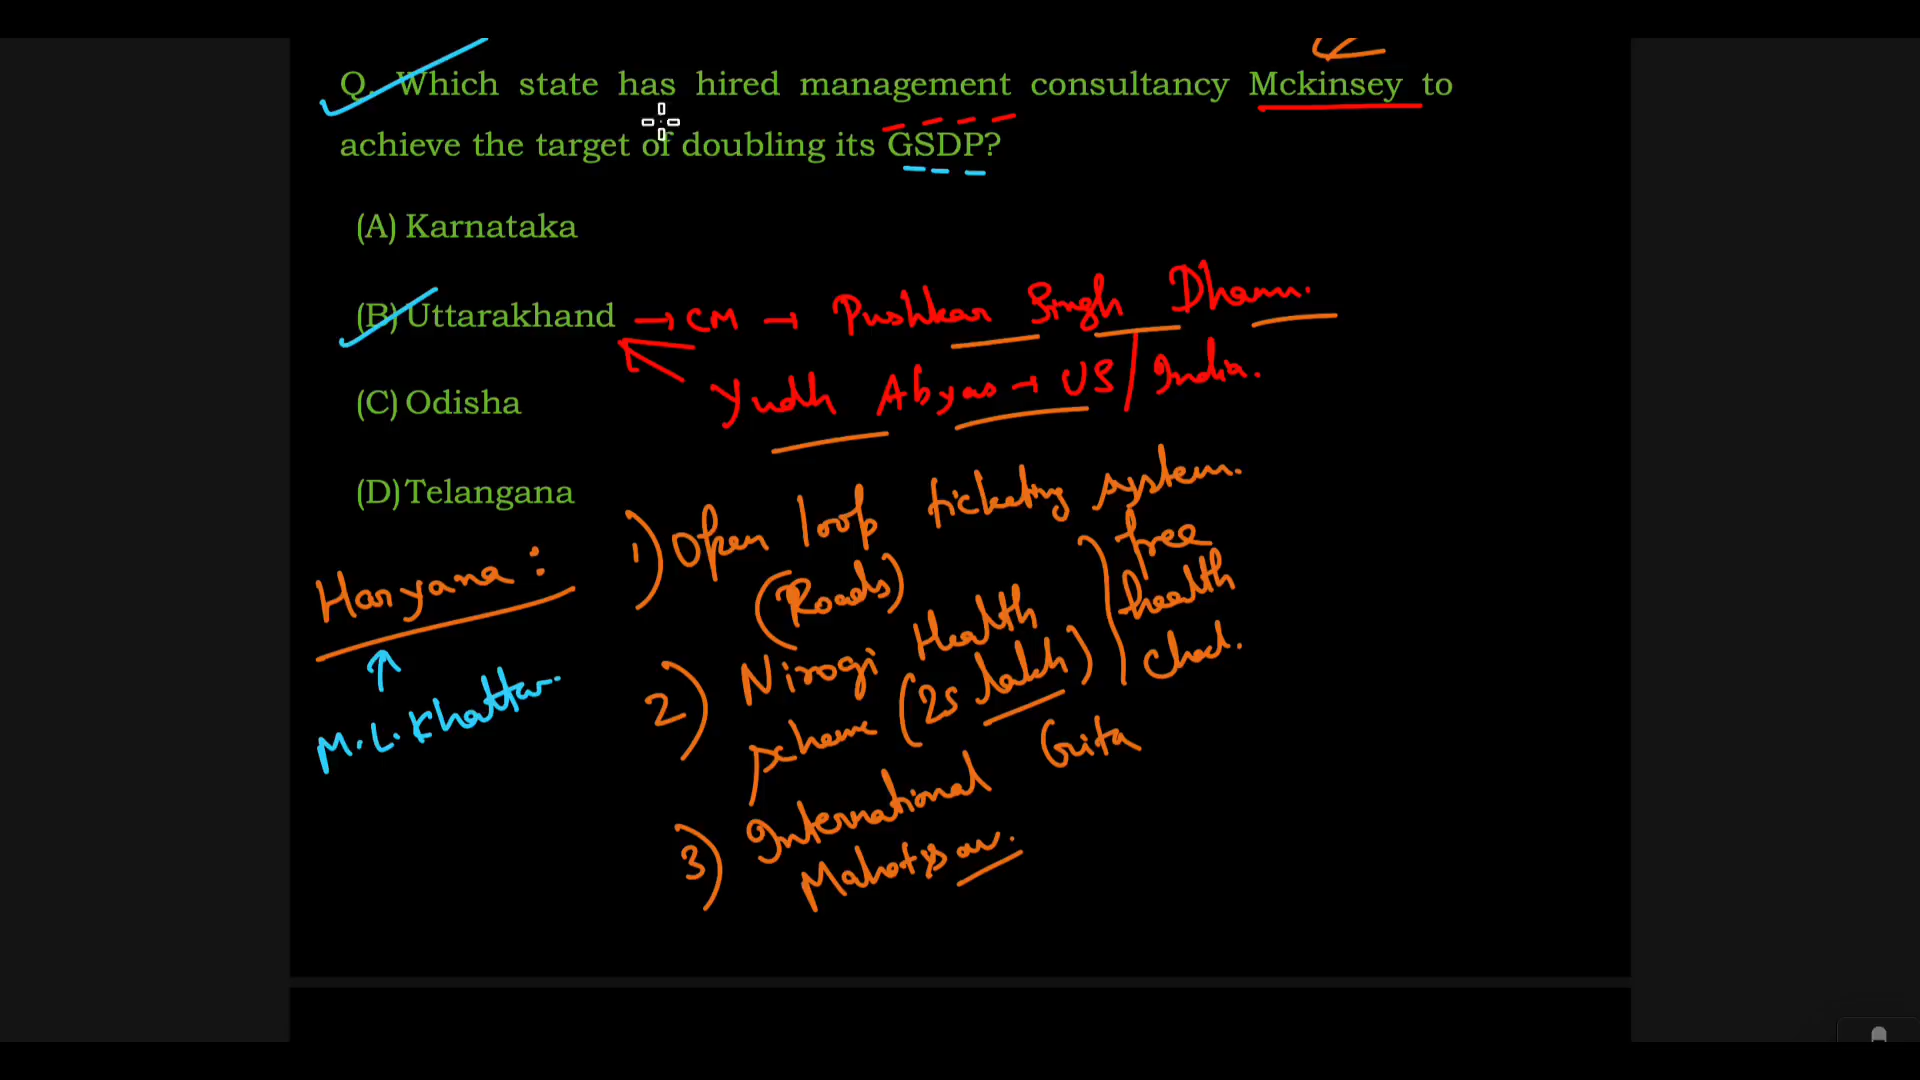 Q. Which state has hired management consultancy Mckinsey to
achieve the target of doubling its GSDP?
(A) Karnataka
(B) Uttarakhand → CM → Pushkar Singh Dhami.
Yudh Abyas → US / India.
(C) Odisha
(D) Telangana
Haryana :
M.L. Khattar.
1) Open loop ticketing system.
(Roads)
2) Nirogi Health
scheme (25 lakh)
free
health
check.
3) International Gita
Mahotsav.